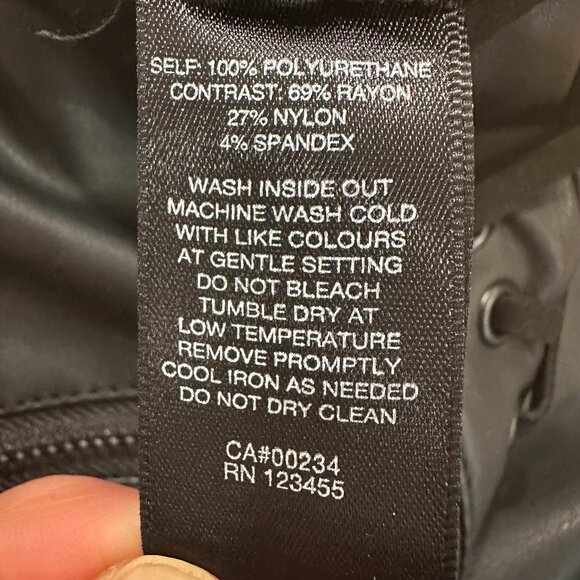 SELF: 100% POLYURETHANE
CONTRAST: 69% RAYON
27% NYLON
4% SPANDEX
WASH INSIDE OUT
MACHINE WASH COLD
WITH LIKE COLOURS
AT GENTLE SETTING
DO NOT BLEACH
TUMBLE DRY AT
LOW TEMPERATURE
REMOVE PROMPTLY
COOL IRON AS NEEDED
DO NOT DRY CLEAN
CA#00234
RN 123455